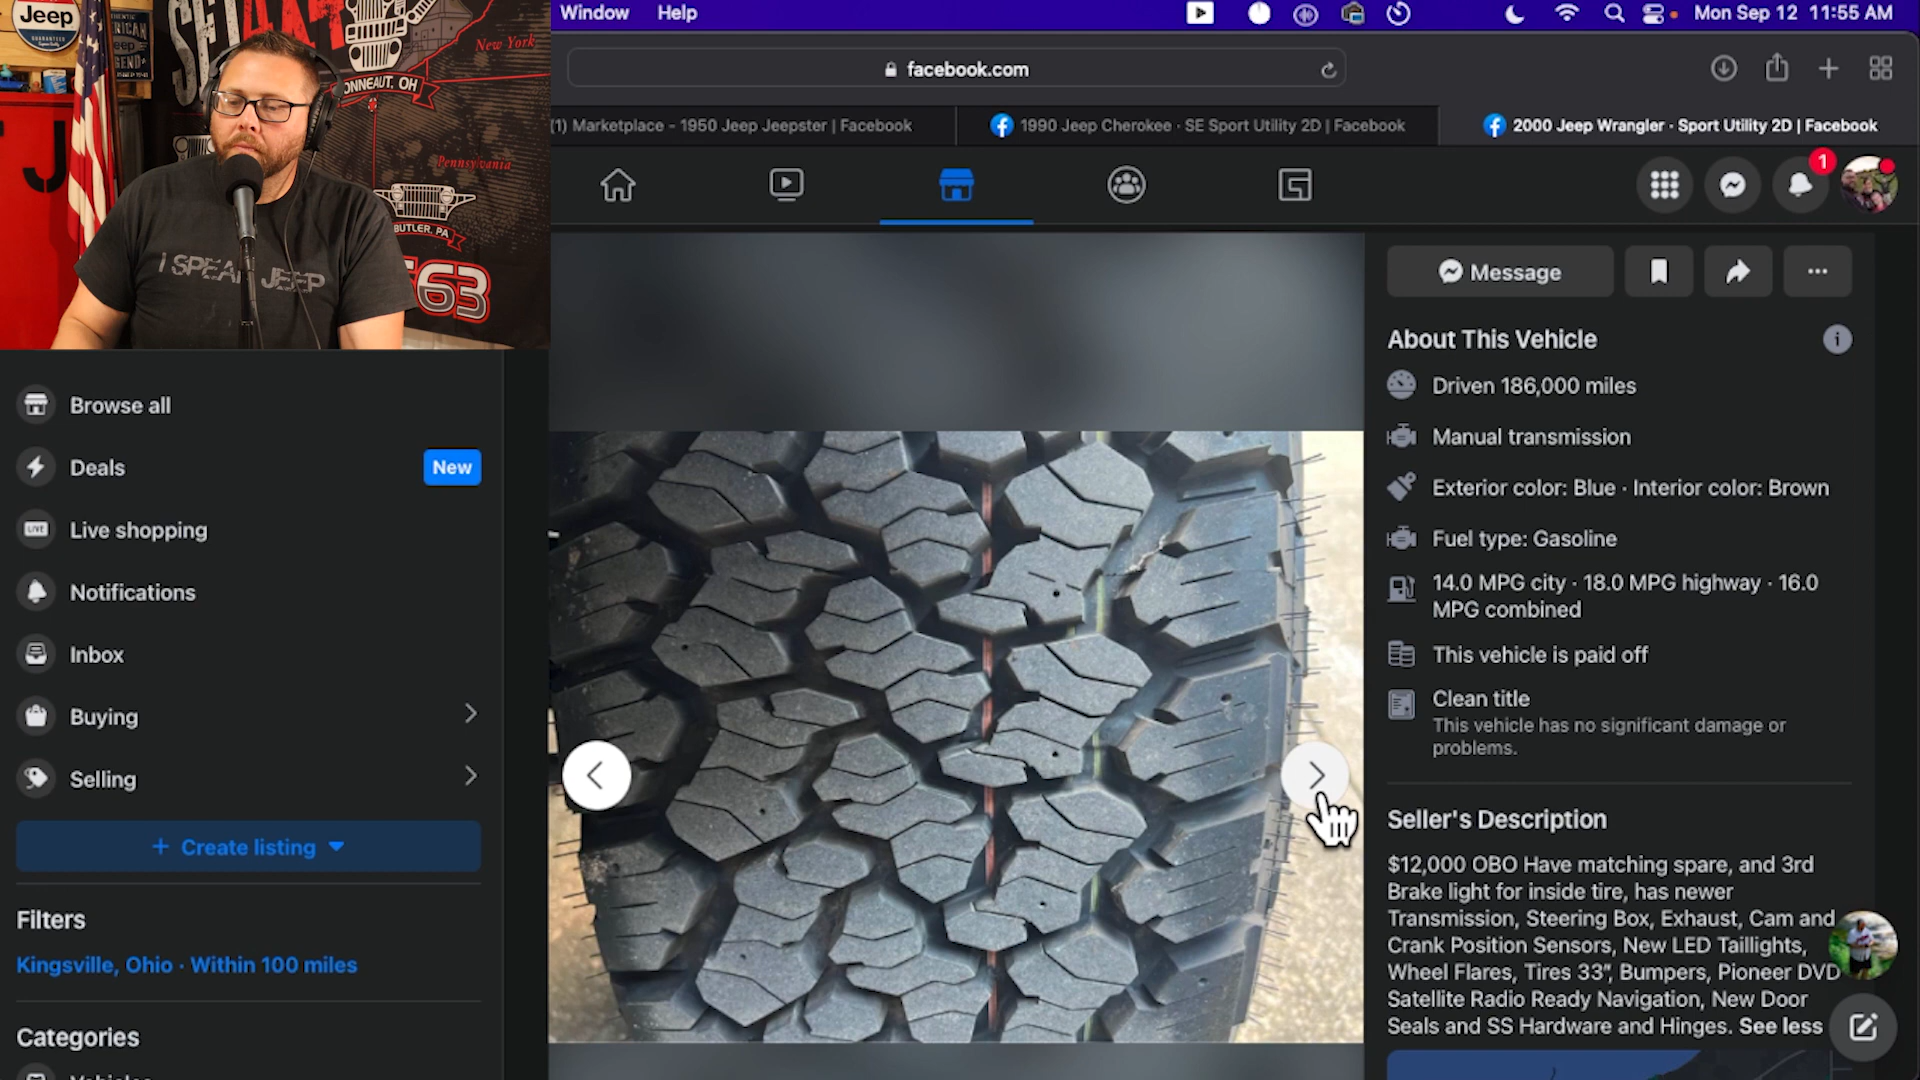 Window Help
Mon Sep 12 11:55 AM
facebook.com
(1) Marketplace - 1950 Jeep Jeepster | Facebook
1990 Jeep Cherokee · SE Sport Utility 2D | Facebook
2000 Jeep Wrangler · Sport Utility 2D | Facebook
1
Jeep
New York
CONNEAUT, OH
Pennsylvania
BUTLER, PA
563
I SPEAK JEEP
Browse all
Deals
New
LIVE
Live shopping
Notifications
Inbox
Buying
Selling
+ Create listing
Filters
Kingsville, Ohio · Within 100 miles
Categories
Vehicles
Message
About This Vehicle
Driven 186,000 miles
Manual transmission
Exterior color: Blue · Interior color: Brown
Fuel type: Gasoline
14.0 MPG city · 18.0 MPG highway · 16.0
MPG combined
This vehicle is paid off
Clean title
This vehicle has no significant damage or
problems.
Seller's Description
$12,000 OBO Have matching spare, and 3rd
Brake light for inside tire, has newer
Transmission, Steering Box, Exhaust, Cam and
Crank Position Sensors, New LED Taillights,
Wheel Flares, Tires 33”, Bumpers, Pioneer DVD
Satellite Radio Ready Navigation, New Door
Seals and SS Hardware and Hinges. See less